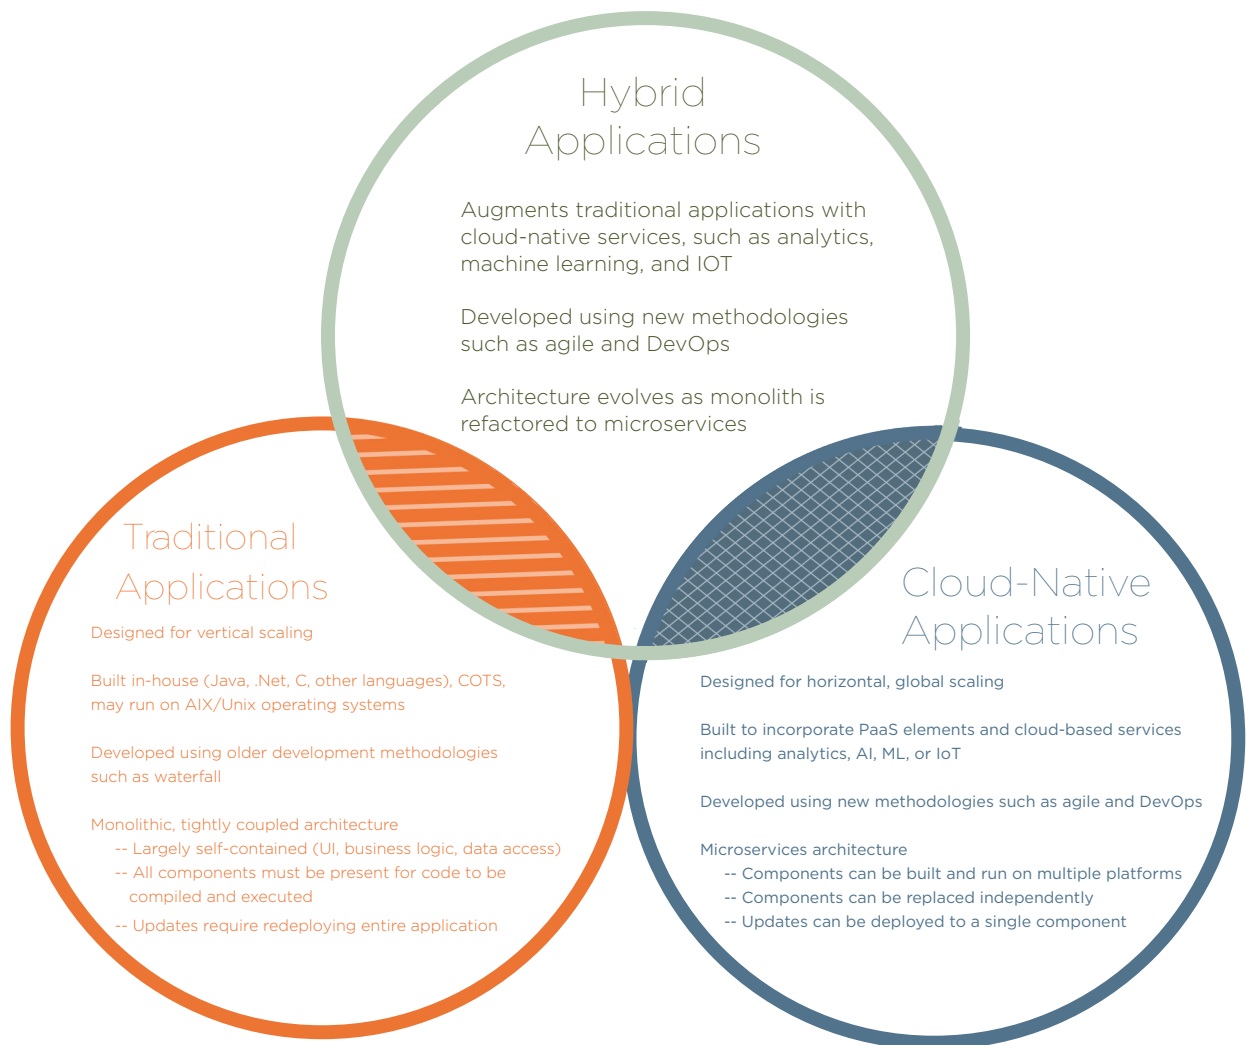 Hybrid
Applications
Augments traditional applications with
cloud-native services, such as analytics,
machine learning, and IOT
Developed using new methodologies
such as agile and DevOps
Architecture evolves as monolith is
refactored to microservices
Traditional
Applications
Designed for vertical scaling
Built in-house (Java, .Net, C, other languages), COTS,
may run on AIX/Unix operating systems
Developed using older development methodologies
such as waterfall
Monolithic, tightly coupled architecture
-- Largely self-contained (UI, business logic, data access)
-- All components must be present for code to be
compiled and executed
-- Updates require redeploying entire application
Cloud-Native
Applications
Designed for horizontal, global scaling
Built to incorporate PaaS elements and cloud-based services
including analytics, AI, ML, or IoT
Developed using new methodologies such as agile and DevOps
Microservices architecture
-- Components can be built and run on multiple platforms
-- Components can be replaced independently
-- Updates can be deployed to a single component